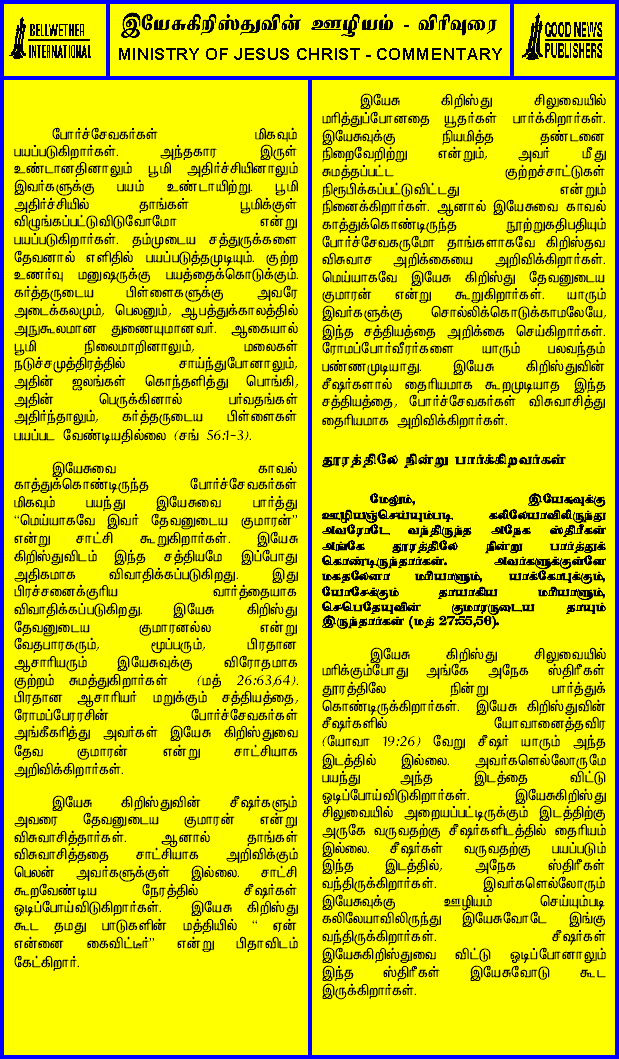 BELLWETHER
INTERNATIONAL
இயேசுகிறிஸ்துவின் ஊழியம் - விரிவுரை
MINISTRY OF JESUS CHRIST - COMMENTARY
GOOD NEWS
PUBLISHERS
போர்ச்சேவகர்கள் மிகவும்
பயப்படுகிறார்கள். அந்தகார இருள்
உண்டானதினாலும் பூமி அதிர்ச்சியினாலும்
இவர்களுக்கு பயம் உண்டாயிற்று. பூமி
அதிர்ச்சியில் தாங்கள் பூமிக்குள்
விழுங்கப்பட்டுவிடுவோமோ என்று
பயப்படுகிறார்கள். தம்முடைய சத்துருக்களை
தேவனால் எளிதில் பயப்படுத்தமுடியும். குற்ற
உணர்வு மனுஷருக்கு பயத்தைக்கொடுக்கும்.
கர்த்தருடைய பிள்ளைகளுக்கு அவரே
அடைக்கலமும், பெலனும், ஆபத்துக்காலத்தில்
அநுகூலமான துணையுமானவர். ஆகையால்
பூமி நிலைமாறினாலும், மலைகள்
நடுச்சமுத்திரத்தில் சாய்ந்துபோனாலும்,
அதின் ஜலங்கள் கொந்தளித்து பொங்கி,
அதின் பெருக்கினால் பர்வதங்கள்
அதிர்ந்தாலும், கர்த்தருடைய பிள்ளைகள்
பயப்பட வேண்டியதில்லை (சங் 56:1-3).
இயேசுவை காவல்
காத்துக்கொண்டிருந்த போர்ச்சேவகர்கள்
மிகவும் பயந்து இயேசுவை பார்த்து
"மெய்யாகவே இவர் தேவனுடைய குமாரன்"
என்று சாட்சி கூறுகிறார்கள். இயேசு
கிறிஸ்துவிடம் இந்த சத்தியமே இப்போது
அதிகமாக விவாதிக்கப்படுகிறது. இது
பிரச்சனைக்குரிய வார்த்தையாக
விவாதிக்கப்படுகிறது. இயேசு கிறிஸ்து
தேவனுடைய குமாரனல்ல என்று
வேதபாரகரும், மூப்பரும், பிரதான
ஆசாரியரும் இயேசுவுக்கு விரோதமாக
குற்றம் சுமத்துகிறார்கள் (மத் 26:63,64).
பிரதான ஆசாரியர் மறுக்கும் சத்தியத்தை,
ரோமப்பேரரசின் போர்ச்சேவகர்கள்
அங்கீகரித்து அவர்கள் இயேசு கிறிஸ்துவை
தேவ குமாரன் என்று சாட்சியாக
அறிவிக்கிறார்கள்.
இயேசு கிறிஸ்துவின் சீஷர்களும்
அவரை தேவனுடைய குமாரன் என்று
விசுவாசித்தார்கள். ஆனால் தாங்கள்
விசுவாசித்ததை சாட்சியாக அறிவிக்கும்
பெலன் அவர்களுக்குள் இல்லை. சாட்சி
கூறவேண்டிய நேரத்தில் சீஷர்கள்
ஓடிப்போய்விடுகிறார்கள். இயேசு கிறிஸ்து
கூட தமது பாடுகளின் மத்தியில் " ஏன்
என்னை கைவிட்டீர்" என்று பிதாவிடம்
கேட்கிறார்.
இயேசு கிறிஸ்து சிலுவையில்
மரித்துப்போனதை யூதர்கள் பார்க்கிறார்கள்.
இயேசுவுக்கு நியமித்த தண்டனை
நிறைவேறிற்று என்றும், அவர் மீது
சுமத்தப்பட்ட குற்றச்சாட்டுகள்
நிரூபிக்கப்பட்டுவிட்டது என்றும்
நினைக்கிறார்கள். ஆனால் இயேசுவை காவல்
காத்துக்கொண்டிருந்த நூற்றுகதிபதியும்
போர்ச்சேவகருமோ தாங்களாகவே கிறிஸ்தவ
விசுவாச அறிக்கையை அறிவிக்கிறார்கள்.
மெய்யாகவே இயேசு கிறிஸ்து தேவனுடைய
குமாரன் என்று கூறுகிறார்கள். யாரும்
இவர்களுக்கு சொல்லிக்கொடுக்காமலேயே,
இந்த சத்தியத்தை அறிக்கை செய்கிறார்கள்.
ரோமப்போர்வீரர்களை யாரும் பலவந்தம்
பண்ணமுடியாது. இயேசு கிறிஸ்துவின்
சீஷர்களால் தைரியமாக கூறமுடியாத இந்த
சத்தியத்தை, போர்ச்சேவகர்கள் விசுவாசித்து
தைரியமாக அறிவிக்கிறார்கள்.
தூரத்திலே நின்று பார்க்கிறவர்கள்
மேலும், இயேசுவுக்கு
ஊழியஞ்செய்யும்படி கலிலேயாவிலிருந்து
அவரோடே வந்திருந்த அநேக ஸ்திரீகள்
அங்கே தூரத்திலே நின்று பார்த்துக்
கொண்டிருந்தார்கள். அவர்களுக்குள்ளே
மகதலேனா மரியாளும், யாக்கோபுக்கும்,
யோசேக்கும் தாயாகிய மரியாளும்,
செபெதேயுவின் குமாரருடைய தாயும்
இருந்தார்கள் (மத் 27:55,56).
இயேசு கிறிஸ்து சிலுவையில்
மரிக்கும்போது அங்கே அநேக ஸ்திரீகள்
தூரத்திலே நின்று பார்த்துக்
கொண்டிருக்கிறார்கள். இயேசு கிறிஸ்துவின்
சீஷர்களில் யோவானைத்தவிர
(யோவா 19:26) வேறு சீஷர் யாரும் அந்த
இடத்தில் இல்லை. அவர்களெல்லோருமே
பயந்து அந்த இடத்தை விட்டு
ஓடிப்போய்விடுகிறார்கள். இயேசுகிறிஸ்து
சிலுவையில் அறையப்பட்டிருக்கும் இடத்திற்கு
அருகே வருவதற்கு சீஷர்களிடத்தில் தைரியம்
இல்லை. சீஷர்கள் வருவதற்கு பயப்படும்
இந்த இடத்தில், அநேக ஸ்திரீகள்
வந்திருக்கிறார்கள். இவர்களெல்லோரும்
இயேசுவுக்கு ஊழியம் செய்யும்படி
கலிலேயாவிலிருந்து இயேசுவோடே இங்கு
வந்திருக்கிறார்கள். சீஷர்கள்
இயேசுகிறிஸ்துவை விட்டு ஓடிப்போனாலும்
இந்த ஸ்திரீகள் இயேசுவோடு கூட
இருக்கிறார்கள்.